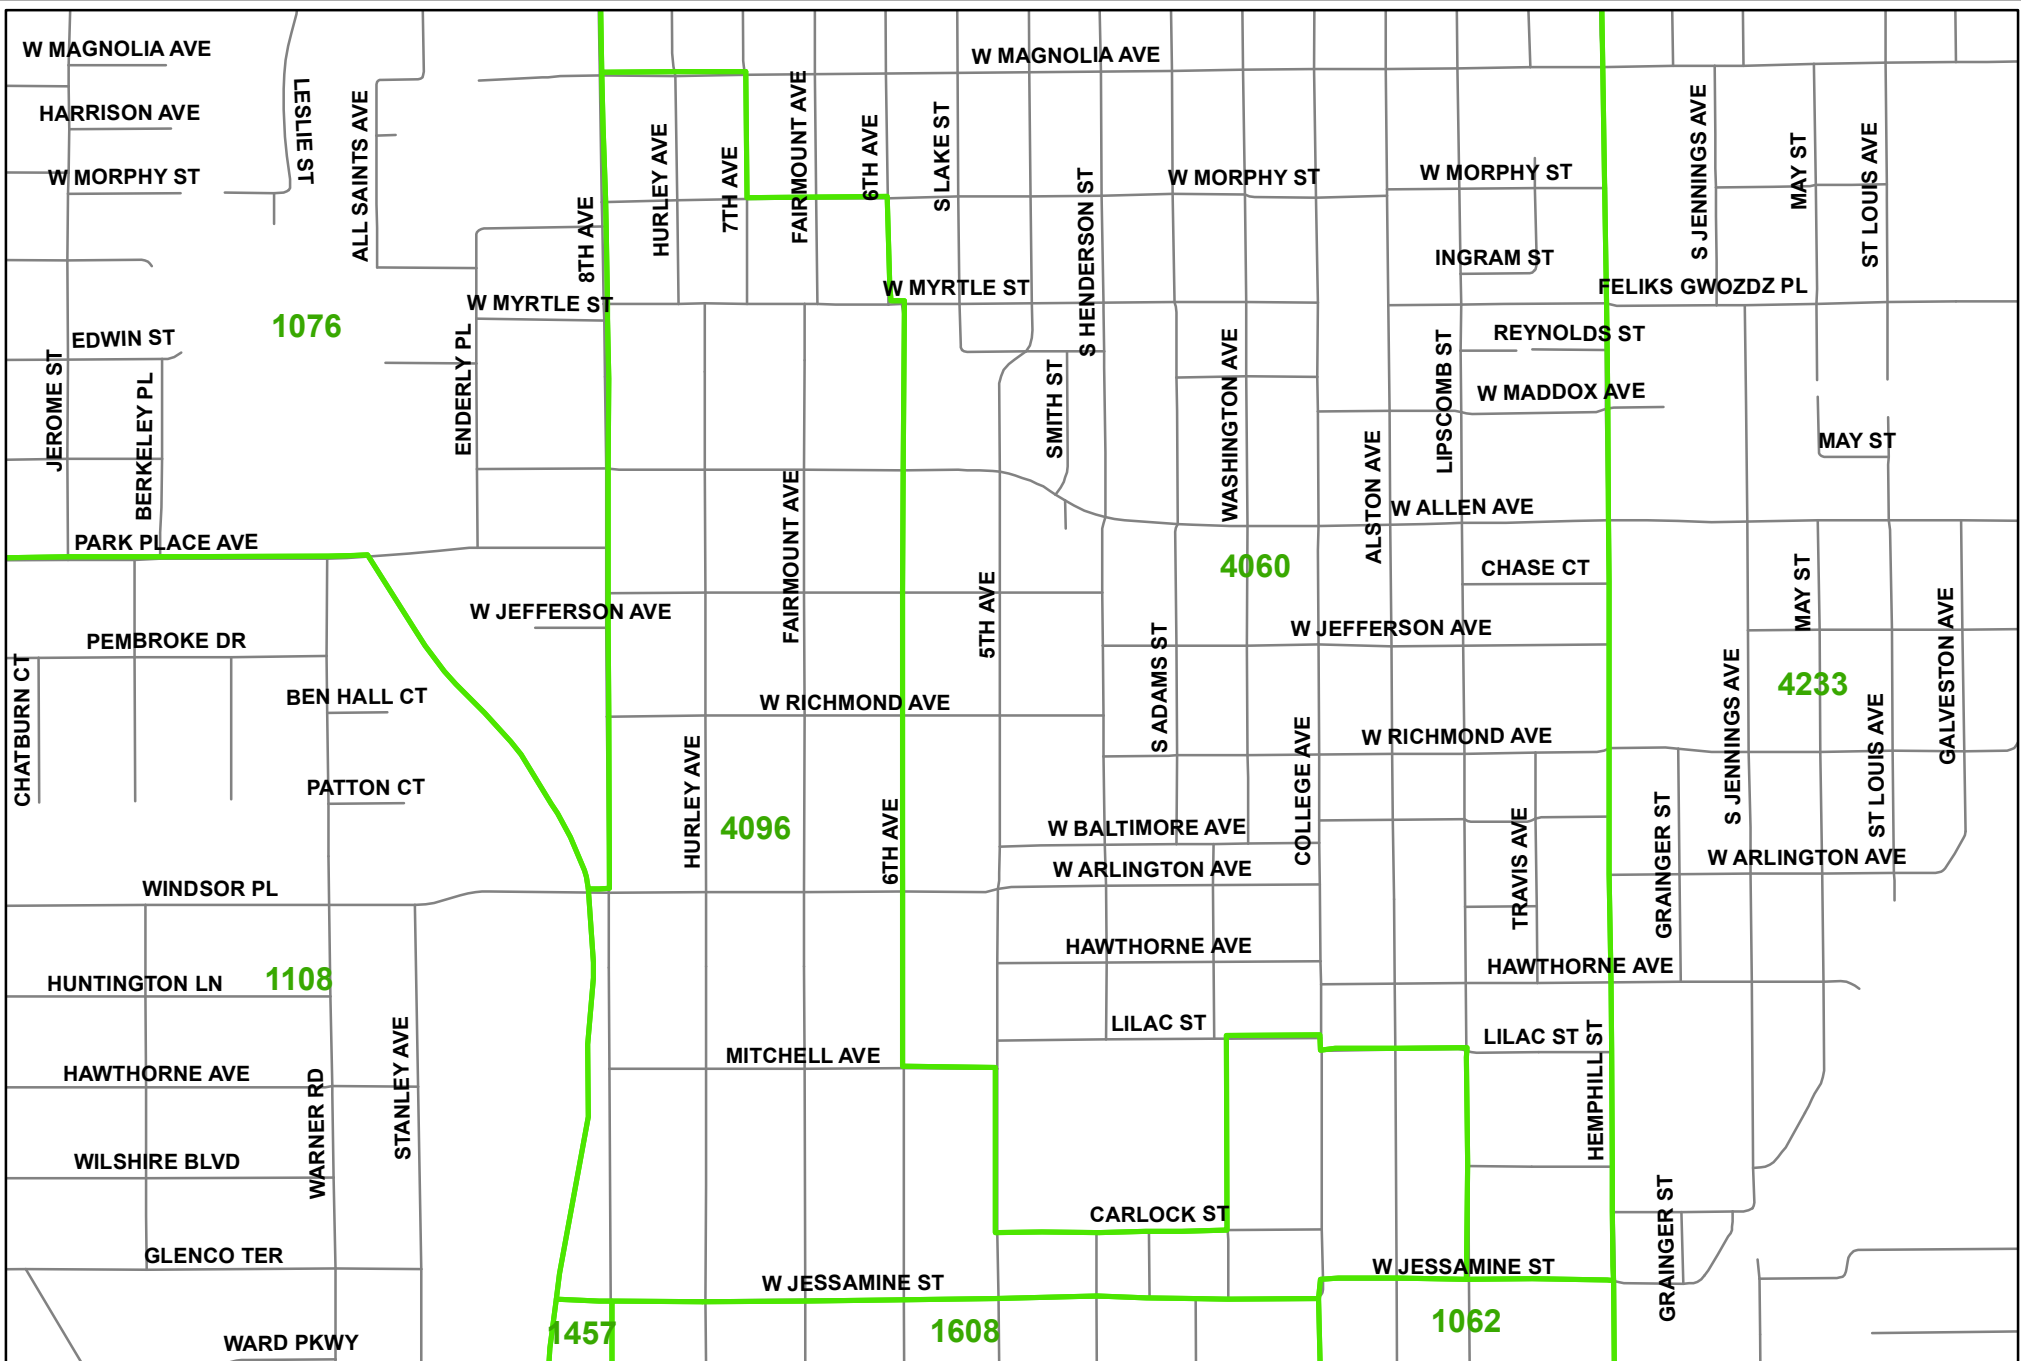 W MAGNOLIA AVE
W MAGNOLIA AVE
HARRISON AVE
LESLIE ST
ALL SAINTS AVE
W MORPHY ST
8TH AVE
HURLEY AVE
7TH AVE
FAIRMOUNT AVE
6TH AVE
S LAKE ST
S HENDERSON ST
W MORPHY ST
W MORPHY ST
S JENNINGS AVE
MAY ST
ST LOUIS AVE
INGRAM ST
W MYRTLE ST
W MYRTLE ST
FELIKS GWOZDZ PL
1076
EDWIN ST
JEROME ST
BERKELEY PL
ENDERLY PL
REYNOLDS ST
SMITH ST
WASHINGTON AVE
LIPSCOMB ST
W MADDOX AVE
MAY ST
ALSTON AVE
W ALLEN AVE
FAIRMOUNT AVE
PARK PLACE AVE
4060
CHASE CT
MAY ST
W JEFFERSON AVE
5TH AVE
W JEFFERSON AVE
GALVESTON AVE
PEMBROKE DR
S ADAMS ST
CHATBURN CT
BEN HALL CT
W RICHMOND AVE
4233
S JENNINGS AVE
ST LOUIS AVE
W RICHMOND AVE
HURLEY AVE
COLLEGE AVE
PATTON CT
4096
6TH AVE
W BALTIMORE AVE
TRAVIS AVE
GRAINGER ST
W ARLINGTON AVE
W ARLINGTON AVE
WINDSOR PL
HAWTHORNE AVE
HAWTHORNE AVE
HUNTINGTON LN
1108
LILAC ST
LILAC ST
STANLEY AVE
MITCHELL AVE
HEMPHILL ST
HAWTHORNE AVE
WARNER RD
WILSHIRE BLVD
CARLOCK ST
GRAINGER ST
GLENCO TER
W JESSAMINE ST
W JESSAMINE ST
1457
1608
1062
WARD PKWY